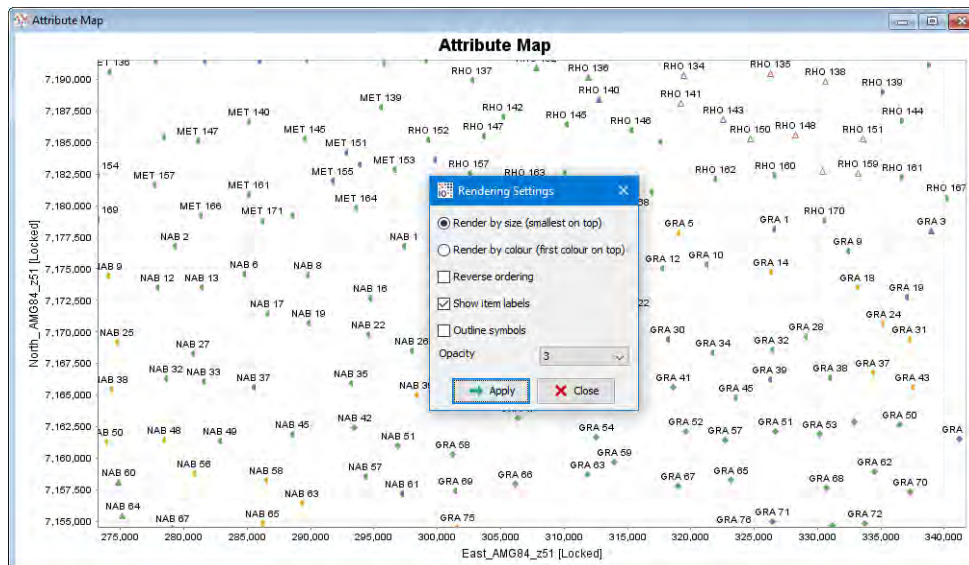 Attribute Map
Attribute Map
7,190,000
7,187,500
7,185,000
7,182,500
7,180,000
7,177,500
7,175,000
7,172,500
7,170,000
7,167,500
7,165,000
7,162,500
7,160,000
7,157,500
7,155,000
North_AMG84_z51 [Locked]
RHO 137 RHO 136 RHO 134 RHO 135 RHO 138
RHO 139
MET 140 MET 139 RHO 140 RHO 141
RHO 142 RHO 143 RHO 144
MET 147 MET 145 RHO 152 RHO 147 RHO 145 RHO 146 RHO 150 RHO 148 RHO 151
MET 151
154 MET 157 MET 155 MET 153 RHO 157 RHO 163 RHO 162 RHO 160 RHO 159 RHO 161
MET 161 RHO 167
169 MET 166 MET 171 MET 164 GRA 5 GRA 1 RHO 170 GRA 3
NAB 2 NAB 1 GRA 9
NAB 9 NAB 12 NAB 13 NAB 6 NAB 8 GRA 12 GRA 10 GRA 14 GRA 18
NAB 16 GRA 19
NAB 17 NAB 19 GRA 24
NAB 25 NAB 27 NAB 22 NAB 26 GRA 30 GRA 34 GRA 32 GRA 28 GRA 31
NAB 38 NAB 32 NAB 33 NAB 37 NAB 35 GRA 41 GRA 45 GRA 39 GRA 38 GRA 37 GRA 43
NAB 48 NAB 49 NAB 45 NAB 42 NAB 51 GRA 54 GRA 52 GRA 57 GRA 51 GRA 53 GRA 50
GRA 58
NAB 60 NAB 56 NAB 58 NAB 57 NAB 61 GRA 69 GRA 66 GRA 63 GRA 59 GRA 67 GRA 65 GRA 68 GRA 62 GRA 70
NAB 64 NAB 67 NAB 65 NAB 63 GRA 75 GRA 76 GRA 71 GRA 72
Rendering Settings
Render by size (smallest on top)
Render by colour (first colour on top)
Reverse ordering
Show item labels
Outline symbols
Opacity 3
Apply Close
275,000 280,000 285,000 290,000 295,000 300,000 305,000 310,000 315,000 320,000 325,000 330,000 335,000 340,000
East_AMG84_z51 [Locked]